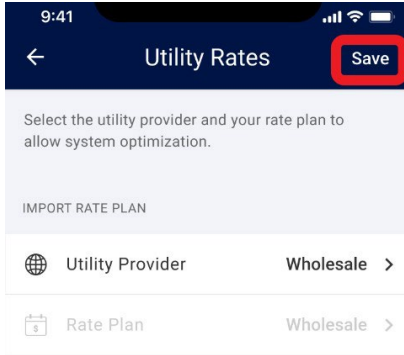 9:41
Utility Rates Save
Select the utility provider and your rate plan to
allow system optimization.
IMPORT RATE PLAN
Utility Provider Wholesale
$ Rate Plan Wholesale